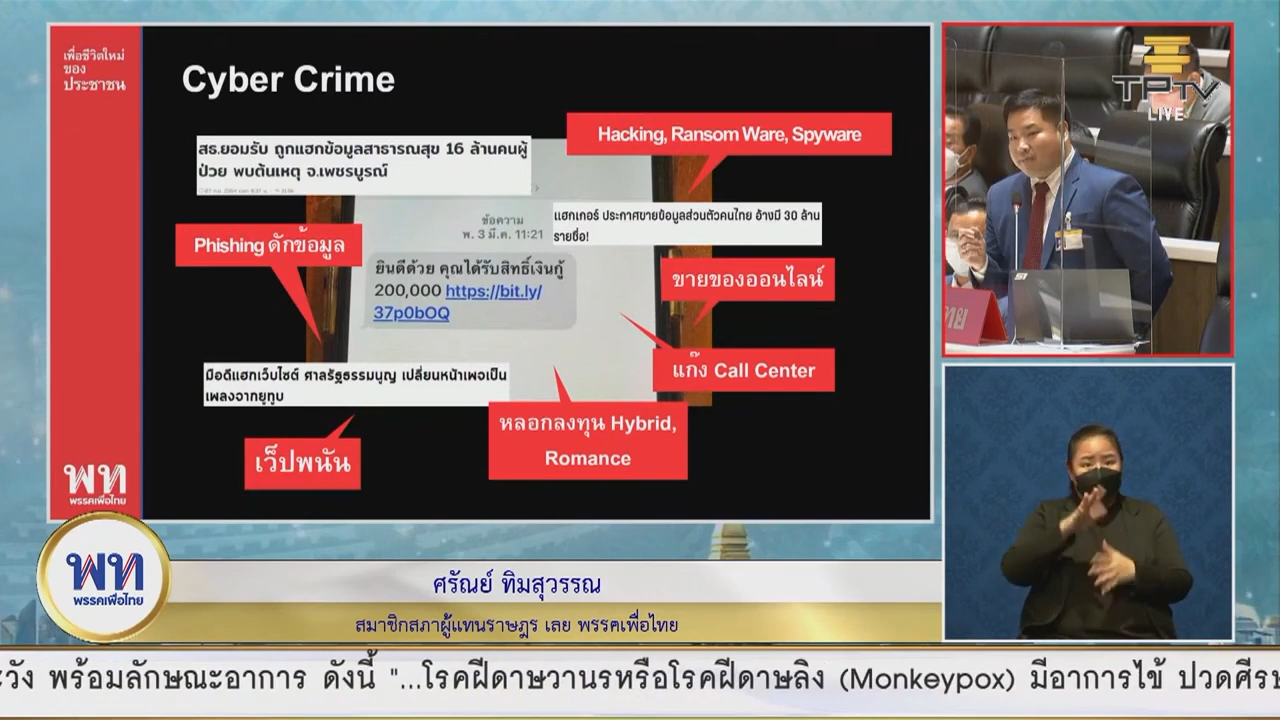 เพื่อชีวิตใหม่
ของ
ประชาชน
Cyber Crime
Hacking, Ransom Ware, Spyware
สธ.ยอมรับ ถูกแฮกข้อมูลสาธารณสุข 16 ล้านคนผู้
ป่วย พบต้นเหตุ จ.เพชรบูรณ์
แฮกเกอร์ ประกาศขายข้อมูลส่วนตัวคนไทย อ้างมี 30 ล้าน
รายชื่อ!
ข้อความ
พ. 3 มี.ค. 11:21
Phishing ดักข้อมูล
ยินดีด้วย คุณได้รับสิทธิ์เงินกู้
200,000 https://bit.ly/
37p0bOQ
ขายของออนไลน์
แก๊ง Call Center
มือดีแฮกเว็บไซต์ ศาลรัฐธรรมนูญ เปลี่ยนหน้าเพจเป็น
เพลงจากยูทูบ
หลอกลงทุน Hybrid,
Romance
เว็ปพนัน
พท
พรรคเพื่อไทย
TPTV
LIVE
พท
พรรคเพื่อไทย
ศรัณย์ ทิมสุวรรณ
สมาชิกสภาผู้แทนราษฎร เลย พรรคเพื่อไทย
ะวัง พร้อมลักษณะอาการ ดังนี้ "...โรคฝีดาษวานรหรือโรคฝีดาษลิง (Monkeypox) มีอาการไข้ ปวดศีรษ